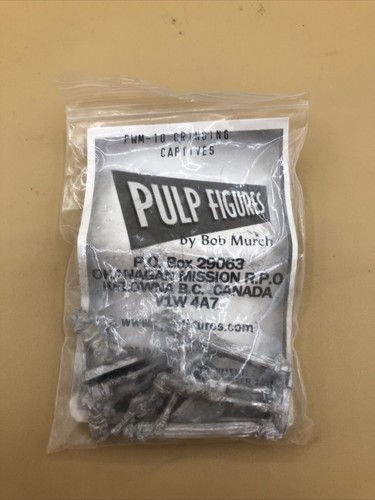 PWM-10 CRINGING
CAPTIVES
PULP FIGURES
by Bob Murch
P.O. Box 29063
OKANAGAN MISSION R.P.O
KELOWNA B.C. CANADA
V1W 4A7